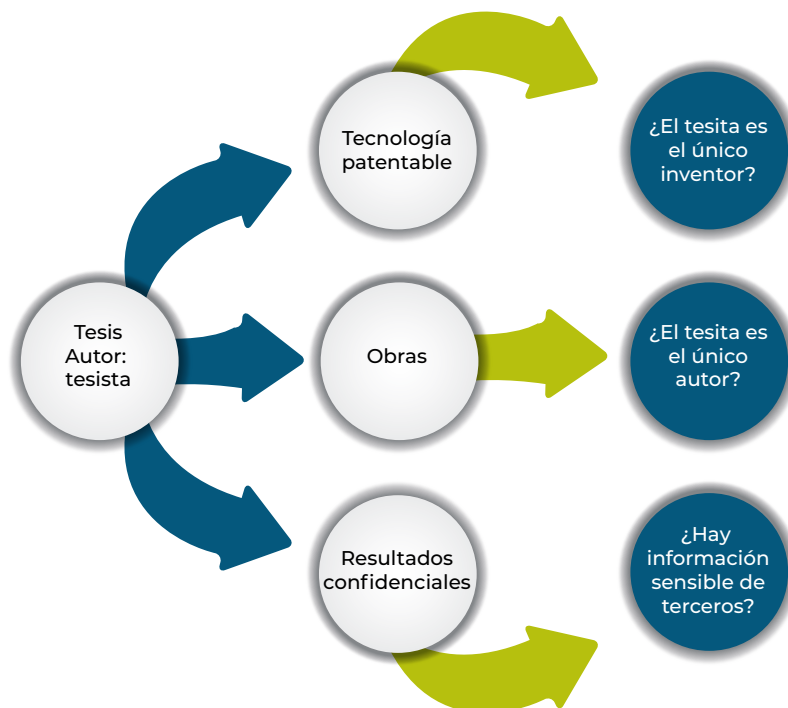 Tecnología
patentable
¿El tesita es
el único
inventor?
Tesis
Autor:
tesista
Obras
¿El tesita es
el único
autor?
Resultados
confidenciales
¿Hay
información
sensible de
terceros?